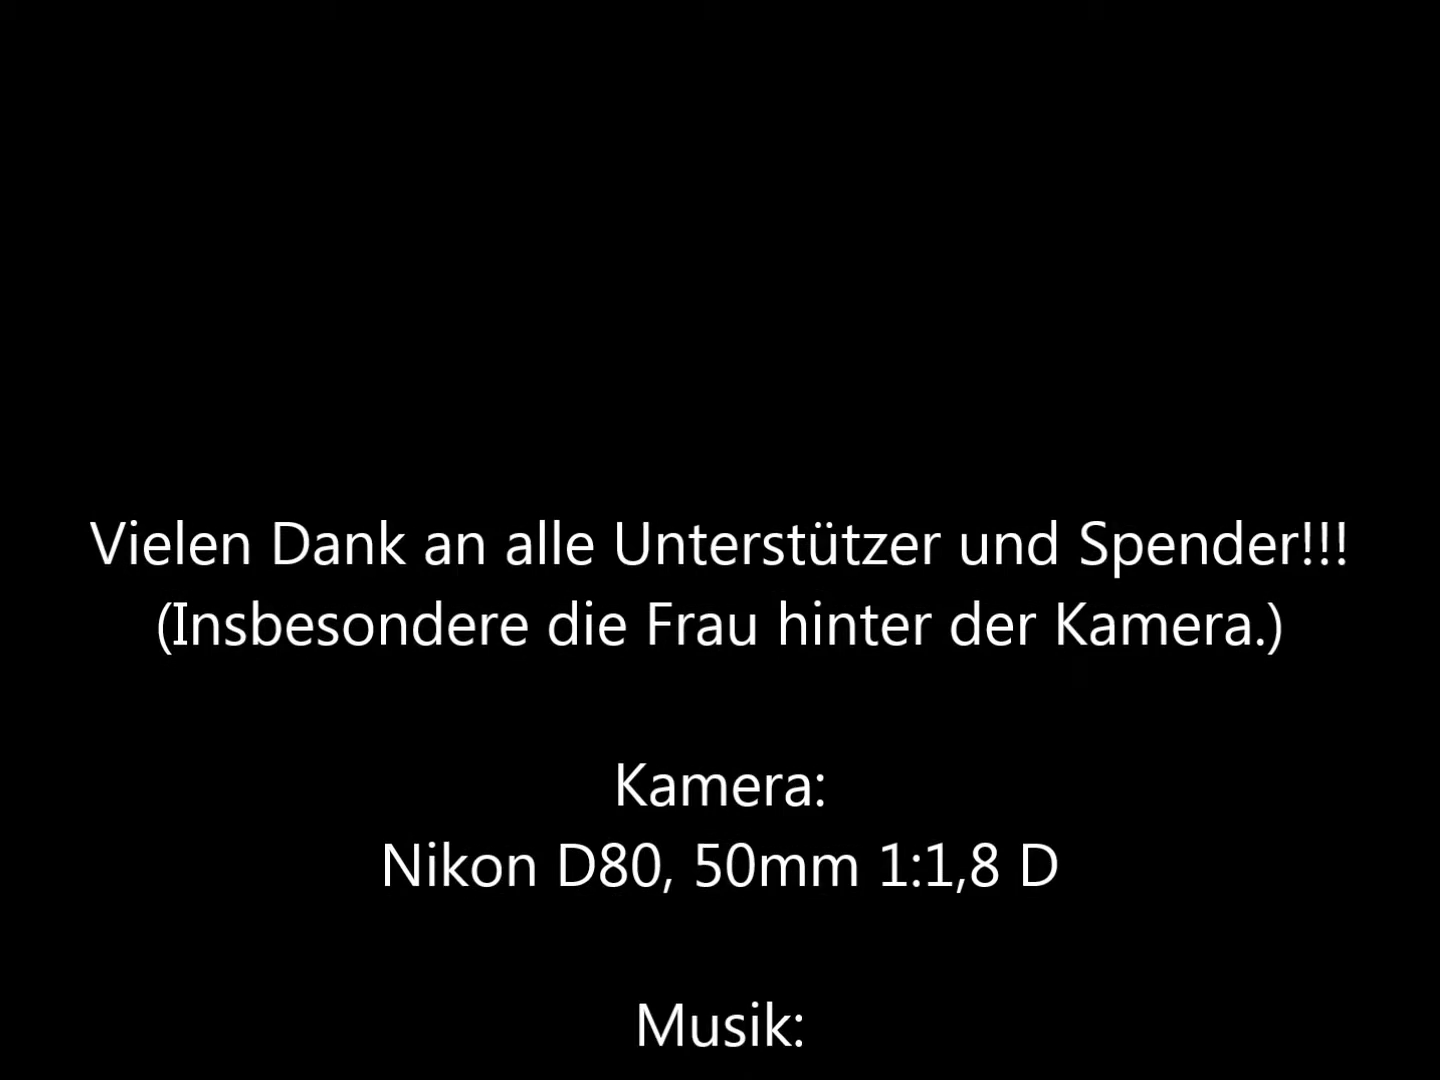 Vielen Dank an alle Unterstützer und Spender!!!
(Insbesondere die Frau hinter der Kamera.)
Kamera:
Nikon D80, 50mm 1:1,8 D
Musik: